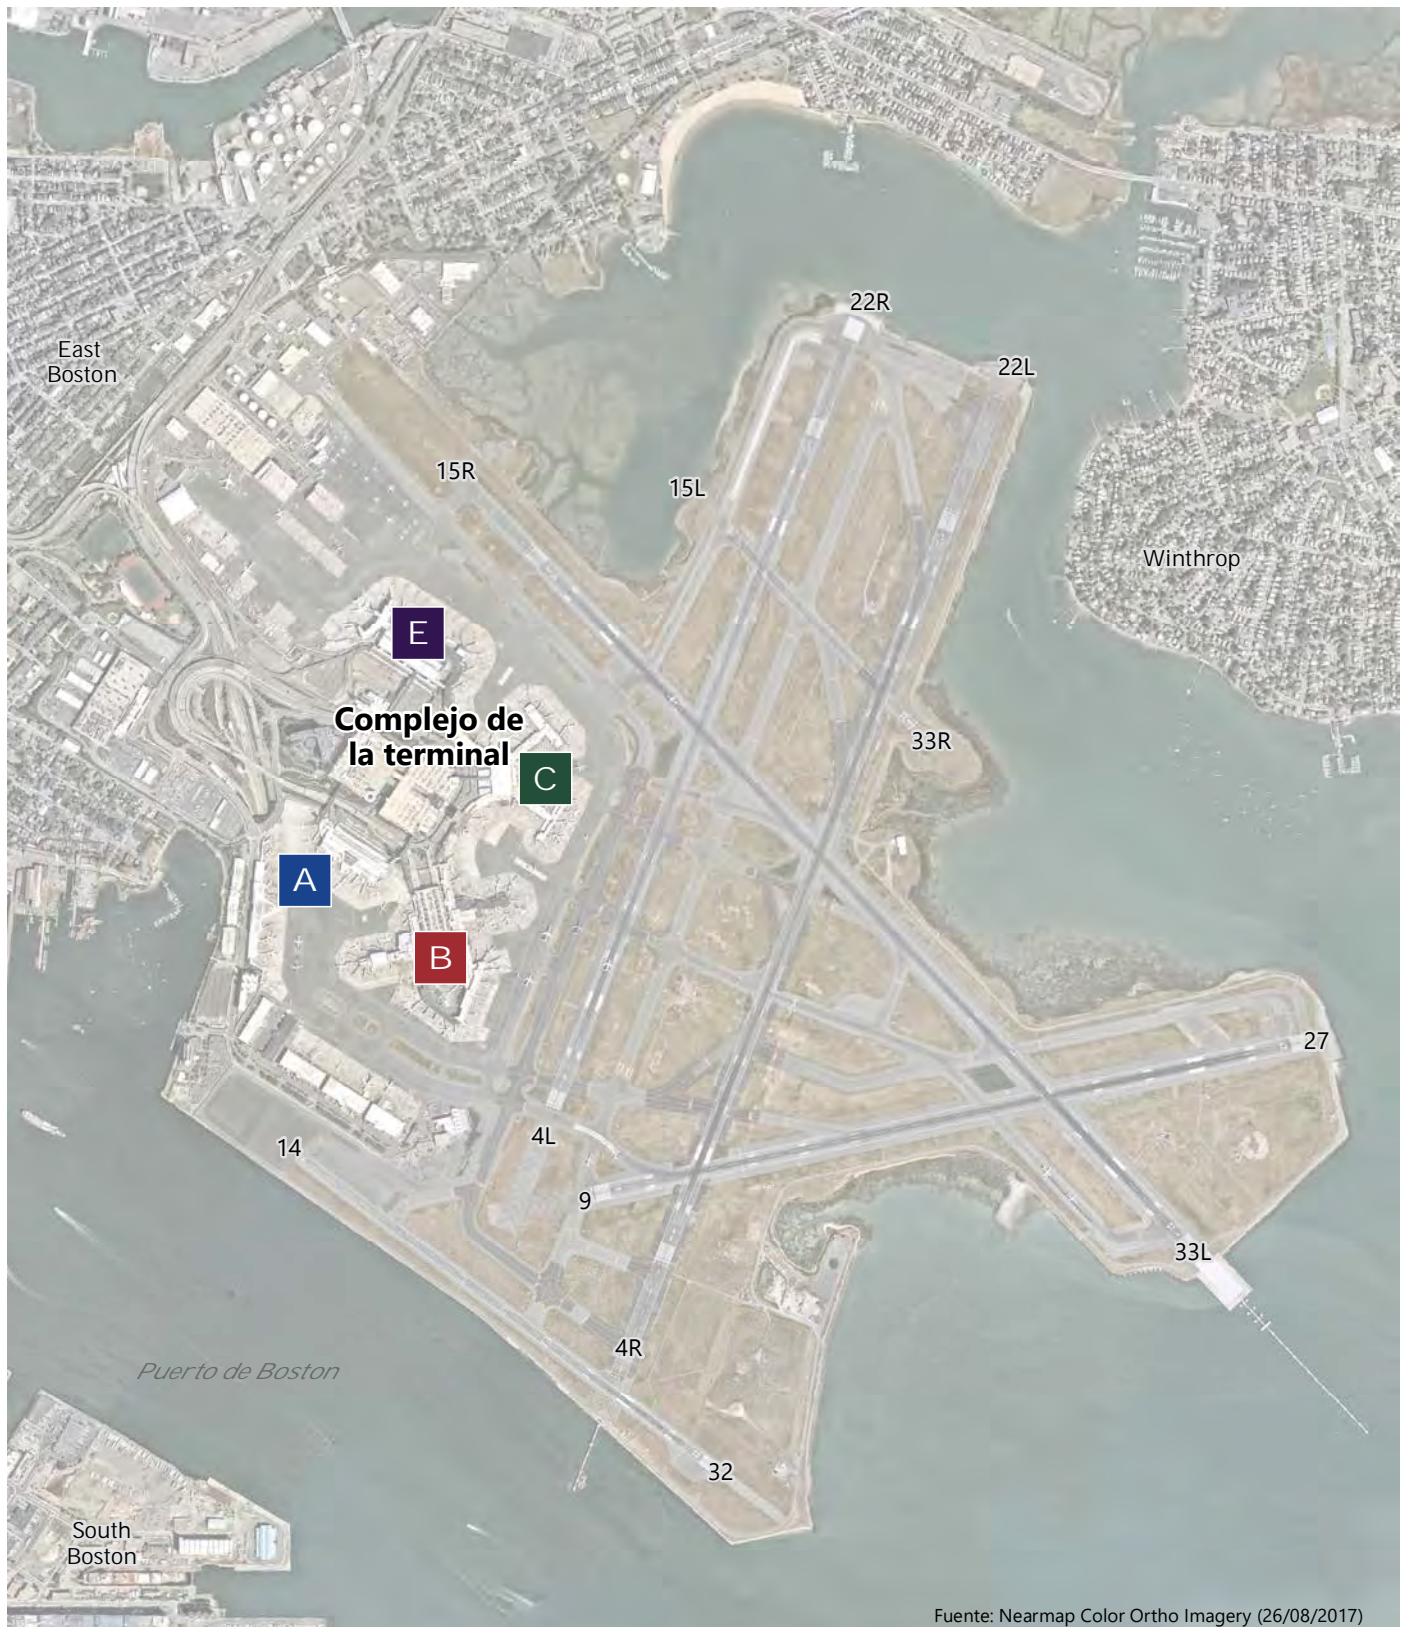 22R
22L
East
Boston
15R
15L
Winthrop
E
Complejo de
la terminal
33R
C
A
B
27
4L
14
9
33L
4R
Puerto de Boston
32
South
Boston
Fuente: Nearmap Color Ortho Imagery (26/08/2017)